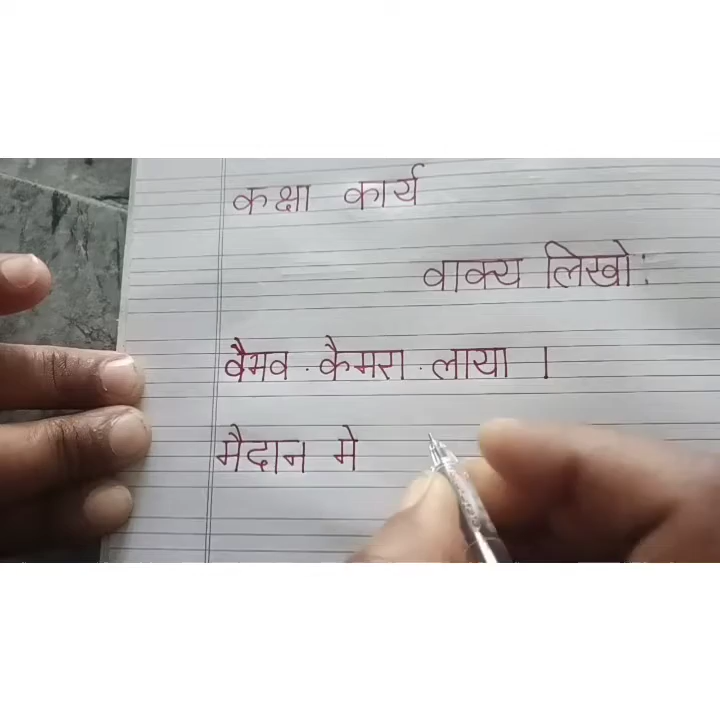 कक्षा कार्य
वाक्य लिखो:
वैभव . कैमरा . लाया ।
मैदान मे